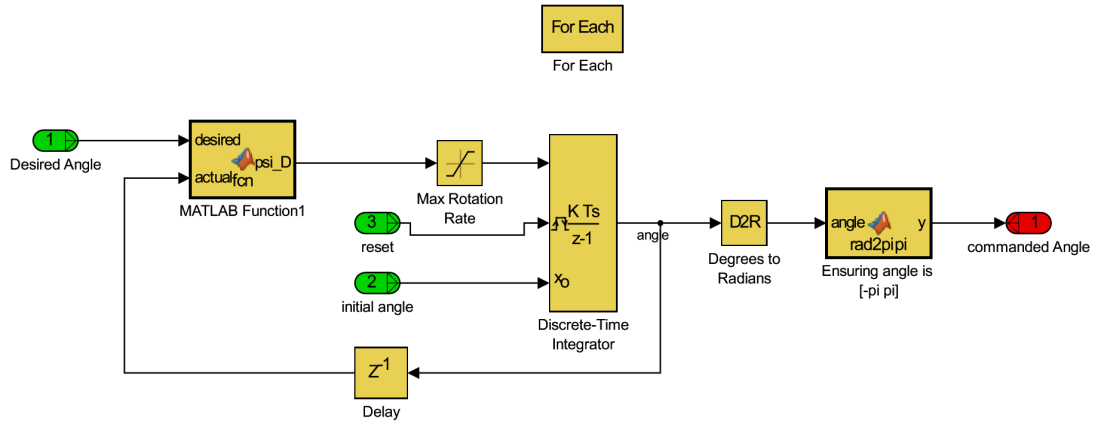 For Each
For Each
1
Desired Angle
desired
actual
psi_D
fcn
MATLAB Function1
Max Rotation
Rate
3
reset
2
initial angle
K Ts
z-1
xo
Discrete-Time
Integrator
angle
D2R
Degrees to
Radians
angle
y
rad2pipi
Ensuring angle is
[-pi pi]
1
commanded Angle
Z-1
Delay